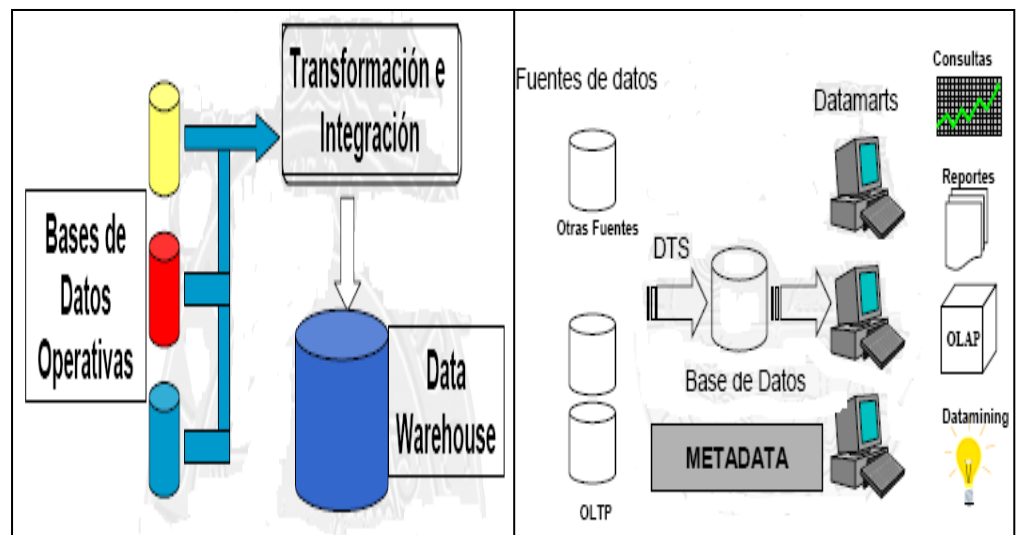 Transformación e
Integración
Bases de
Datos
Operativas
Data
Warehouse
Fuentes de datos
Otras Fuentes
OLTP
DTS
Base de Datos
METADATA
Datamarts
Consultas
Reportes
OLAP
Datamining